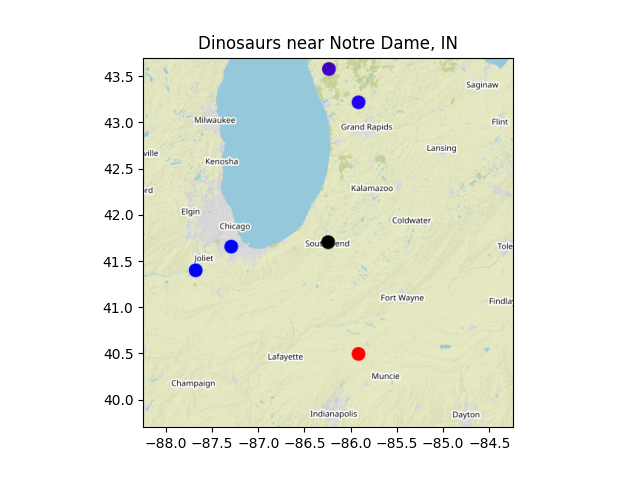 Dinosaurs near Notre Dame, IN
43.5
43.0
42.5
42.0
41.5
41.0
40.5
40.0
Saginaw
Milwaukee
Flint
Grand Rapids
Lansing
ville
Kenosha
rd
Kalamazoo
Elgin
Coldwater
Chicago
South Bend
Tole
Joliet
Fort Wayne
Findlay
Lafayette
Muncie
Champaign
Indianapolis
Dayton
−88.0 −87.5 −87.0 −86.5 −86.0 −85.5 −85.0 −84.5